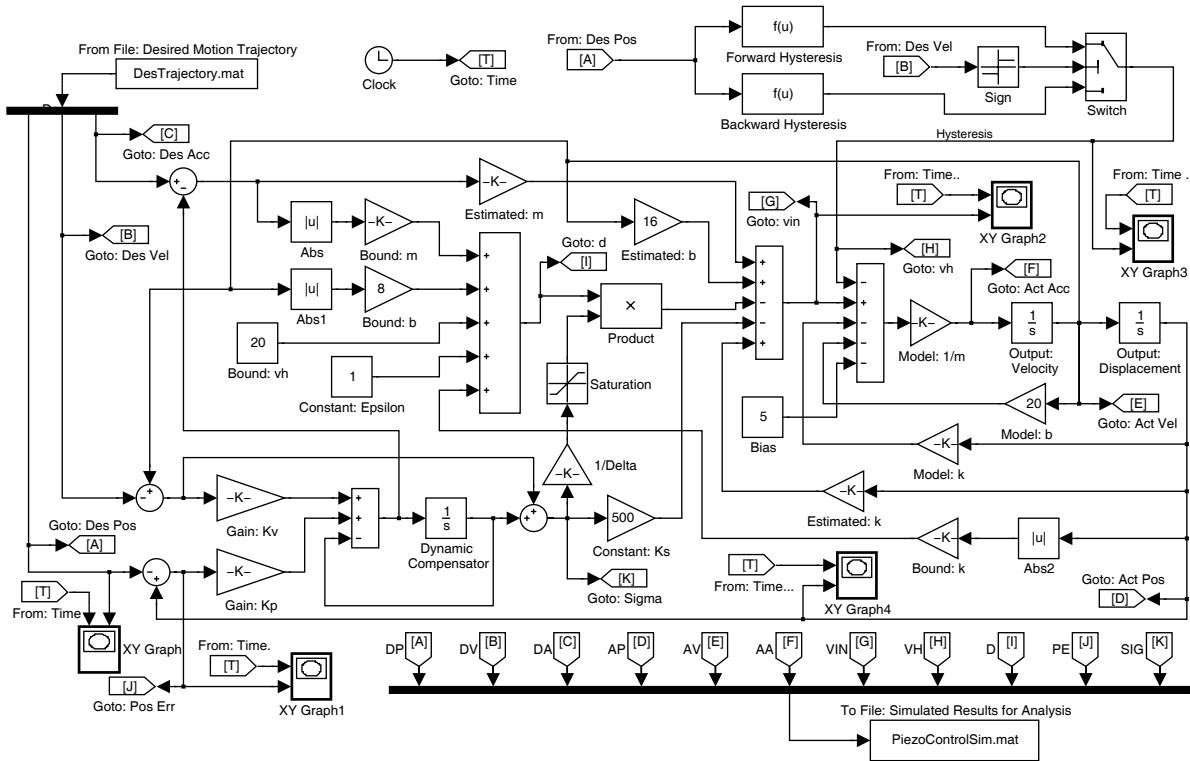 From File: Desired Motion Trajectory
DesTrajectory.mat
Clock
[T]
Goto: Time
From: Des Pos
[A]
f(u)
Forward Hysteresis
f(u)
Backward Hysteresis
From: Des Vel
[B]
Sign
Switch
Hysteresis
[C]
Goto: Des Acc
[B]
Goto: Des Vel
+
−
|u|
Abs
−K−
Bound: m
|u|
Abs1
8
Bound: b
20
Bound: vh
1
Constant: Epsilon
−K−
Estimated: m
+
+
+
+
+
Goto: d
[I]
×
Product
Saturation
16
Estimated: b
+
+
−
−
+
[G]
Goto: vin
From: Time..
[T]
XY Graph2
From: Time .
[T]
XY Graph3
[H]
Goto: vh
[F]
Goto: Act Acc
−
+
−
−
−
−K−
Model: 1/m
1
s
Output:
Velocity
1
s
Output:
Displacement
5
Bias
20
Model: b
[E]
Goto: Act Vel
−K−
Model: k
−K−
Estimated: k
−K−
Bound: k
|u|
Abs2
−
+
−K−
Gain: Kv
−K−
Gain: Kp
+
+
−
1
s
Dynamic
Compensator
+
+
−K−
1/Delta
500
Constant: Ks
[K]
Goto: Sigma
Goto: Des Pos
[A]
[T]
From: Time
XY Graph
−
+
[J]
Goto: Pos Err
From: Time.
[T]
XY Graph1
[T]
From: Time...
XY Graph4
Goto: Act Pos
[D]
DP [A]
DV [B]
DA [C]
AP [D]
AV [E]
AA [F]
VIN [G]
VH [H]
D [I]
PE [J]
SIG [K]
To File: Simulated Results for Analysis
PiezoControlSim.mat